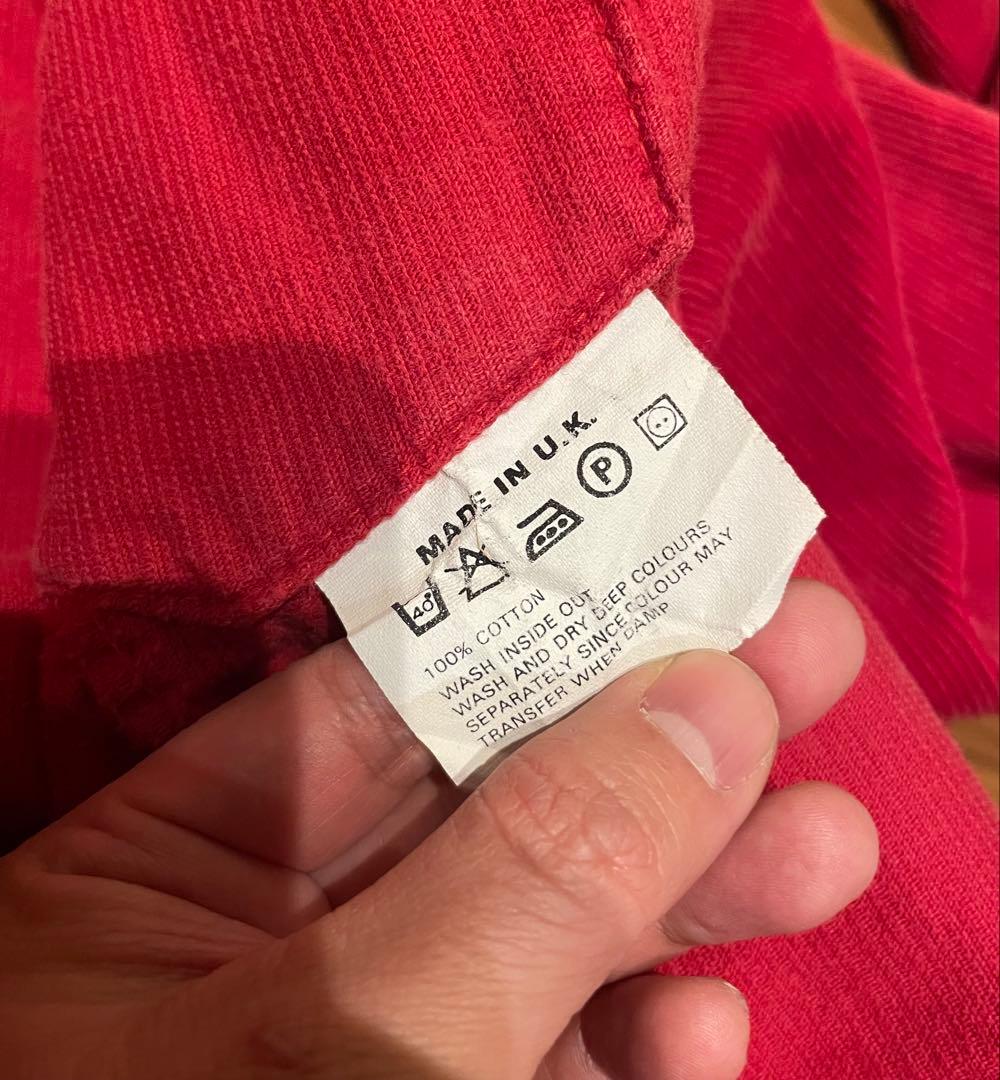 MADE IN U.K.
40° P
100% COTTON
WASH INSIDE OUT
WASH AND DRY DEEP COLOURS
SEPARATELY SINCE COLOUR MAY
TRANSFER WHEN DAMP